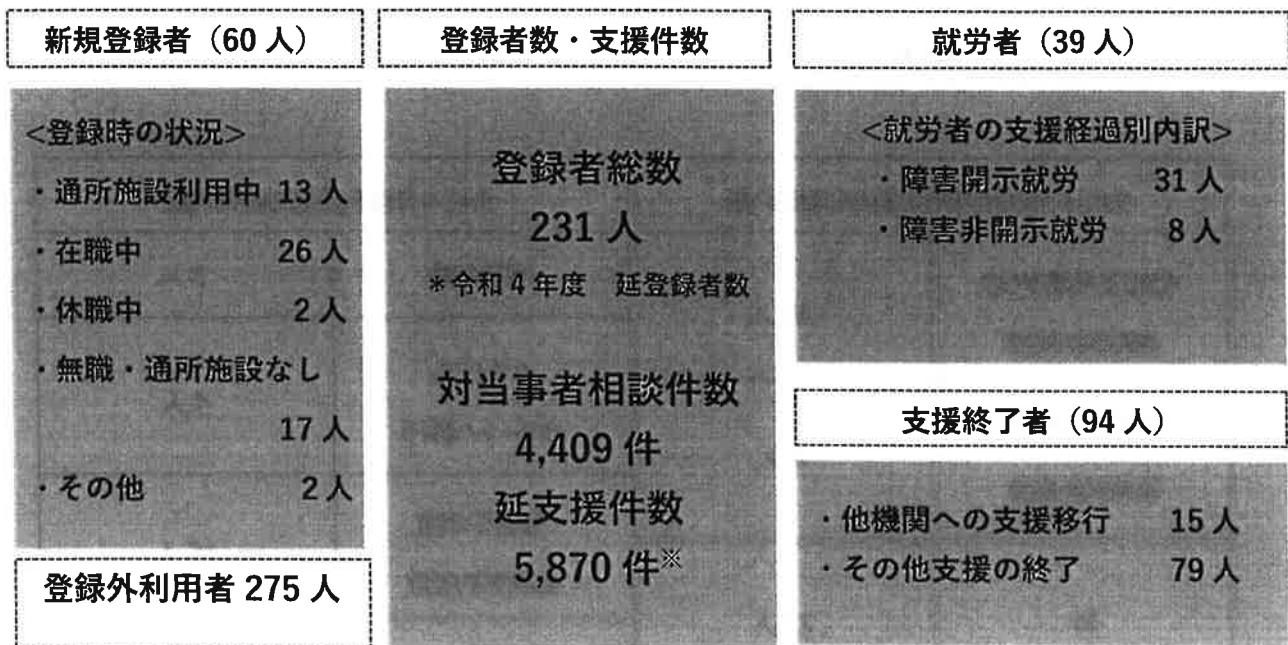 新規登録者（60人）
<登録時の状況>
・通所施設利用中 13人
・在職中 26人
・休職中 2人
・無職・通所施設なし
17人
・その他 2人
登録外利用者 275人
登録者数・支援件数
登録者総数
231人
＊令和4年度 延登録者数
対当事者相談件数
4,409件
延支援件数
5,870件※
就労者（39人）
<就労者の支援経過別内訳>
・障害開示就労 31人
・障害非開示就労 8人
支援終了者（94人）
・他機関への支援移行 15人
・その他支援の終了 79人